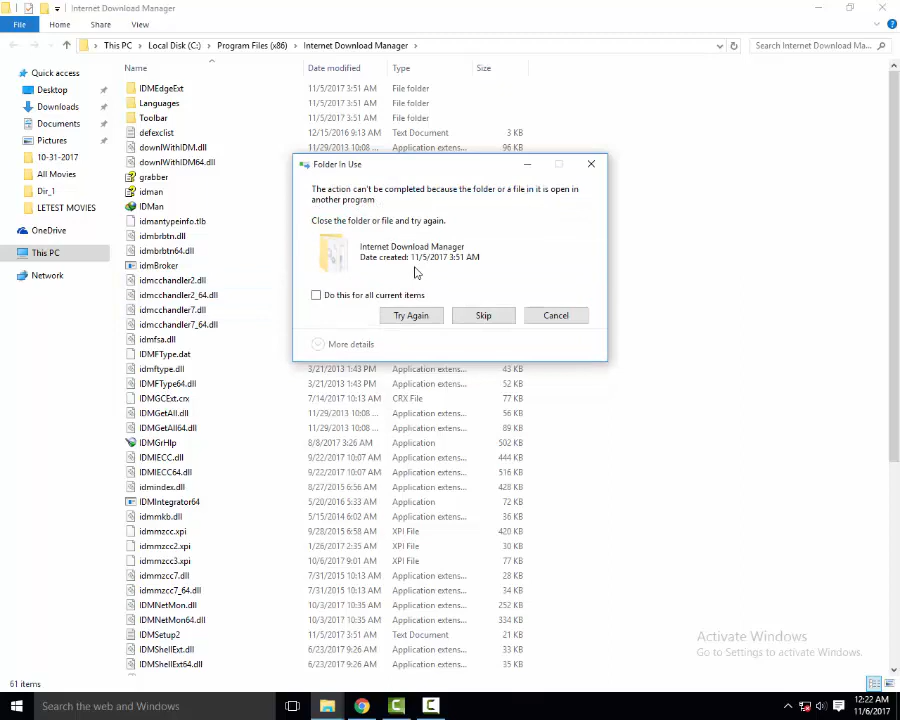 Internet Download Manager
File Home Share View
This PC Local Disk (C:) Program Files (x86) Internet Download Manager
Search Internet Download Ma...
Name Date modified Type Size
Quick access
Desktop
Downloads
Documents
Pictures
10-31-2017
All Movies
Dir_1
LETEST MOVIES
OneDrive
This PC
Network
IDMEdgeExt 11/5/2017 3:51 AM File folder
Languages 11/5/2017 3:51 AM File folder
Toolbar 11/5/2017 3:51 AM File folder
defexclist 12/15/2016 9:13 AM Text Document 3 KB
downlWithIDM.dll 11/29/2013 10:08 ... Application extens... 96 KB
downlWithIDM64.dll
grabber
idman
IDMan
idmantypeinfo.tlb
idmbrbtn.dll
idmbrbtn64.dll
idmBroker
idmcchandler2.dll
idmcchandler2_64.dll
idmcchandler7.dll
idmcchandler7_64.dll
idmfsa.dll
IDMFType.dat
idmftype.dll 3/21/2013 1:43 PM Application extens... 43 KB
IDMFType64.dll 3/21/2013 1:43 PM Application extens... 52 KB
IDMGCExt.crx 7/14/2017 10:13 AM CRX File 77 KB
IDMGetAll.dll 11/29/2013 10:08 ... Application extens... 56 KB
IDMGetAll64.dll 11/29/2013 10:08 ... Application extens... 89 KB
IDMGrHlp 8/8/2017 3:26 AM Application 502 KB
IDMIECC.dll 9/22/2017 10:07 AM Application extens... 444 KB
IDMIECC64.dll 9/22/2017 10:07 AM Application extens... 516 KB
idmindex.dll 8/27/2015 6:56 AM Application extens... 428 KB
IDMIntegrator64 5/20/2016 5:33 AM Application 72 KB
idmmkb.dll 5/15/2014 6:02 AM Application extens... 36 KB
idmmzcc.xpi 9/28/2015 6:58 AM XPI File 420 KB
idmmzcc2.xpi 1/26/2017 2:35 AM XPI File 30 KB
idmmzcc3.xpi 10/6/2017 9:01 AM XPI File 77 KB
idmmzcc7.dll 7/31/2015 10:13 AM Application extens... 28 KB
idmmzcc7_64.dll 7/31/2015 10:13 AM Application extens... 34 KB
IDMNetMon.dll 10/3/2017 10:35 AM Application extens... 252 KB
IDMNetMon64.dll 10/3/2017 10:35 AM Application extens... 334 KB
IDMSetup2 11/5/2017 3:51 AM Text Document 21 KB
IDMShellExt.dll 6/23/2017 9:26 AM Application extens... 33 KB
IDMShellExt64.dll 6/23/2017 9:26 AM Application extens... 35 KB
Folder In Use
The action can't be completed because the folder or a file in it is open in
another program
Close the folder or file and try again.
Internet Download Manager
Date created: 11/5/2017 3:51 AM
Do this for all current items
Try Again Skip Cancel
More details
Activate Windows
Go to Settings to activate Windows.
61 items
Search the web and Windows
12:22 AM
11/6/2017